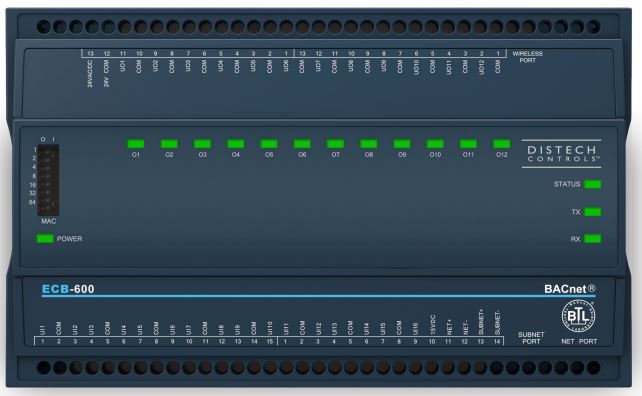 13 12 11 10 9 8 7 6 5 4 3 2 1 13 12 11 10 9 8 7 6 5 4 3 2 1
24VAC/DC 24V COM UO1 COM UO2 COM UO3 COM UO4 COM UO5 COM UO6 COM UO7 COM UO8 COM UO9 COM UO10 COM UO11 COM UO12 COM
WIRELESS
PORT
O I
1
2
4
8
16
32
64
MAC
POWER
O1 O2 O3 O4 O5 O6 O7 O8 O9 O10 O11 O12
DISTECH
CONTROLS™
STATUS
TX
RX
ECB-600
BACnet®
UI1 COM UI2 UI3 COM UI4 UI5 COM UI6 UI7 COM UI8 UI9 COM UI10 UI11 COM UI12 UI13 COM UI14 UI15 COM UI16 15VDC NET+ NET- SUBNET+ SUBNET-
1 2 3 4 5 6 7 8 9 10 11 12 13 14 15 1 2 3 4 5 6 7 8 9 10 11 12 13 14
SUBNET
PORT
BTL
NET PORT